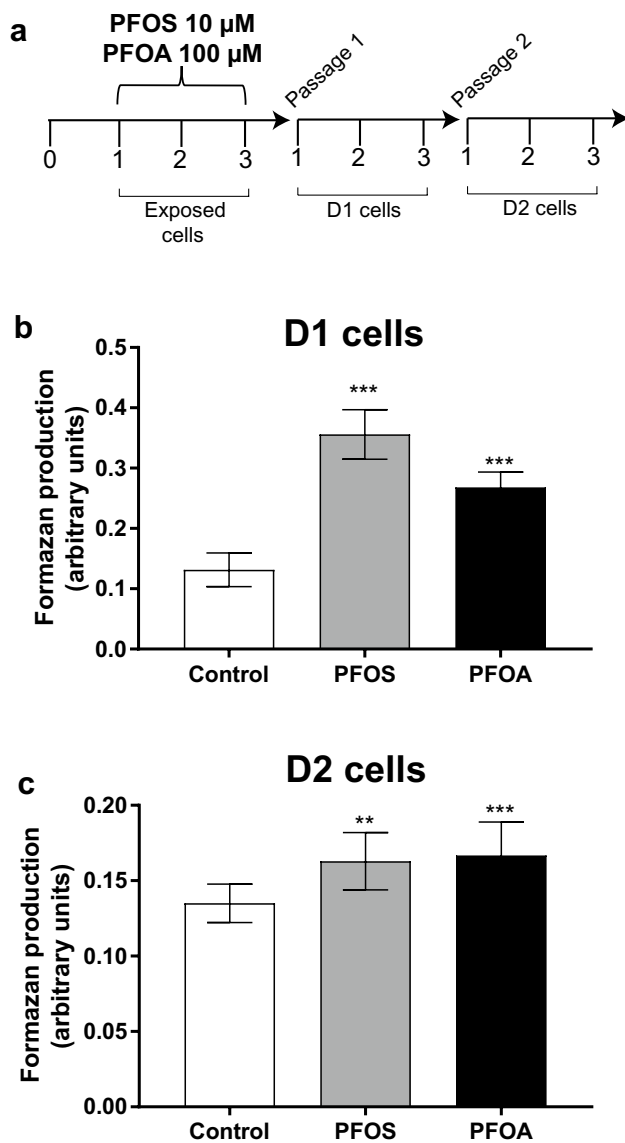 a
PFOS 10 µM
PFOA 100 µM
Passage 1
Passage 2
0 1 2 3 1 2 3 1 2 3
Exposed
cells
D1 cells
D2 cells
b
D1 cells
Formazan production
(arbitrary units)
0.5
0.4
0.3
0.2
0.1
0.0
***
***
Control PFOS PFOA
c
D2 cells
Formazan production
(arbitrary units)
0.20
0.15
0.10
0.05
0.00
**
***
Control PFOS PFOA